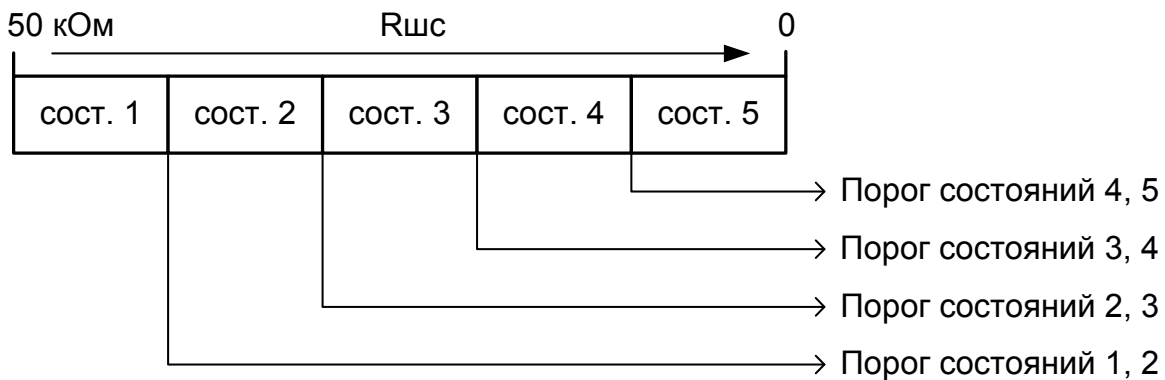 50 кОм Rшс 0
сост. 1 сост. 2 сост. 3 сост. 4 сост. 5
Порог состояний 4, 5
Порог состояний 3, 4
Порог состояний 2, 3
Порог состояний 1, 2